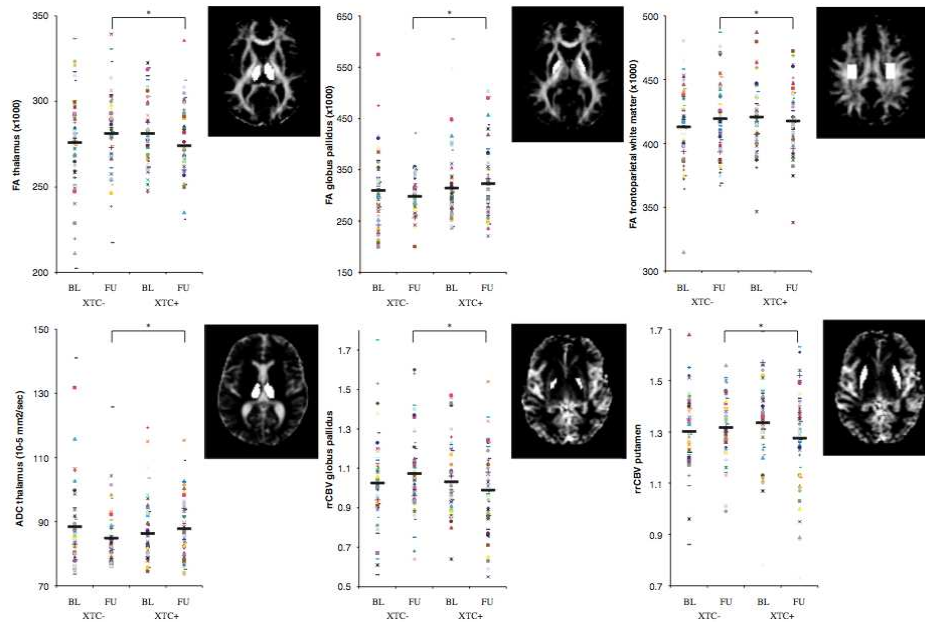 FA thalamus (x1000)
350
300
250
200
*
BL FU BL FU
XTC- XTC+
FA globus pallidus (x1000)
650
550
450
350
250
150
*
BL FU BL FU
XTC- XTC+
FA frontoparietal white matter (x1000)
500
450
400
350
300
*
BL FU BL FU
XTC- XTC+
ADC thalamus (10-5 mm2/sec)
150
130
110
90
70
*
BL FU BL FU
XTC- XTC+
rrCBV globus pallidus
1.7
1.5
1.3
1.1
0.9
0.7
0.5
*
BL FU BL FU
XTC- XTC+
rrCBV putamen
1.7
1.5
1.3
1.1
0.9
0.7
*
BL FU BL FU
XTC- XTC+